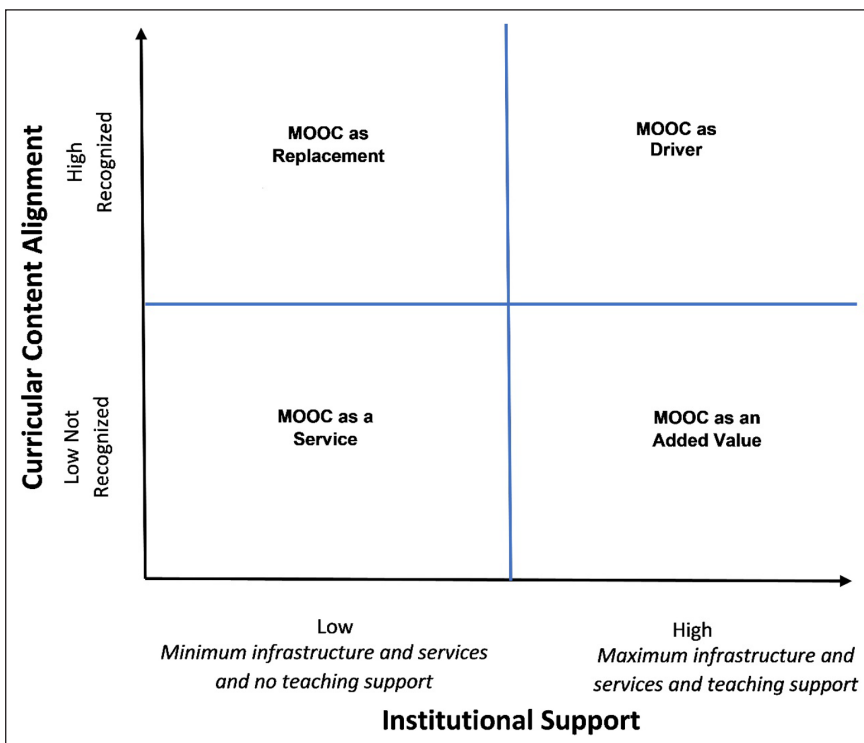 Curricular Content Alignment
High
Recognized
Low Not
Recognized
MOOC as
Replacement
MOOC as
Driver
MOOC as a
Service
MOOC as an
Added Value
Low
Minimum infrastructure and services
and no teaching support
High
Maximum infrastructure and
services and teaching support
Institutional Support